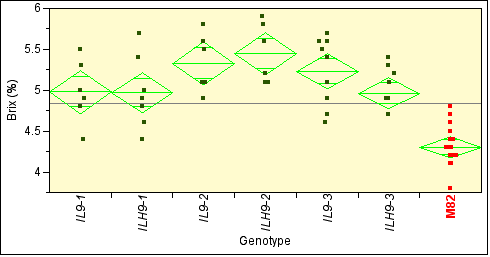 6
5.5
5
4.5
4
Brix (%)
IL9-1
ILH9-1
IL9-2
ILH9-2
IL9-3
ILH9-3
M82
Genotype